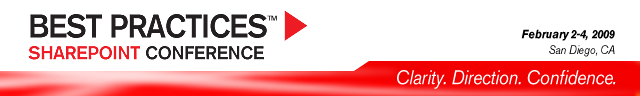 BEST PRACTICES™
SHAREPOINT CONFERENCE
February 2-4, 2009
San Diego, CA
Clarity. Direction. Confidence.